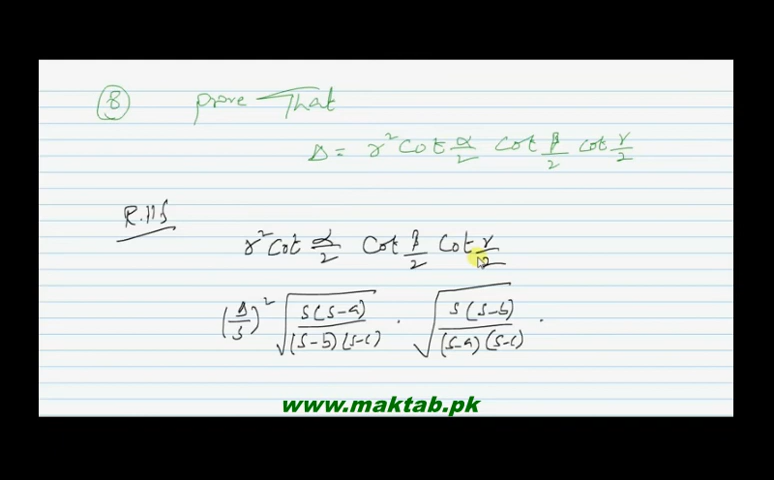 8 prove That
Δ = r² Cot α/2 Cot β/2 Cot γ/2
R.H.S
r² Cot α/2 Cot β/2 Cot γ/2
(Δ/s)² √(s(s-a)/(s-b)(s-c)) . √(s(s-b)/(s-a)(s-c)) .
www.maktab.pk